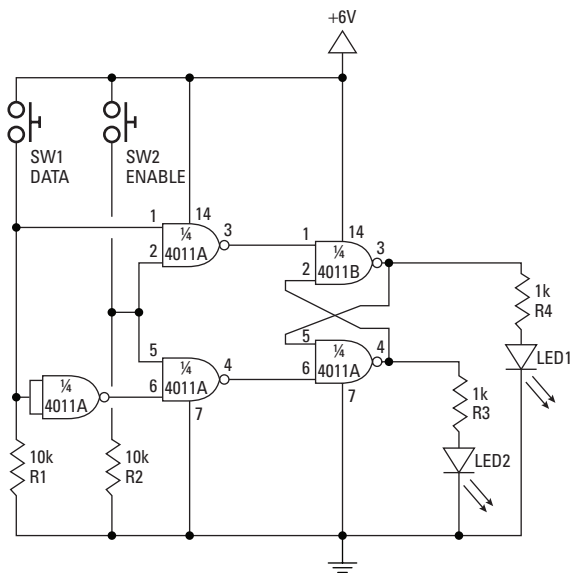 +6V
SW1
DATA
SW2
ENABLE
1
2
14
3
¼
4011A
1
2
14
3
¼
4011B
5
6
4
7
¼
4011A
5
6
4
7
¼
4011A
¼
4011A
1k
R4
LED1
1k
R3
LED2
10k
R1
10k
R2